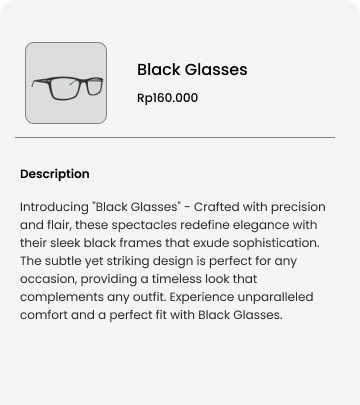 Black Glasses
Rp160.000
Description
Introducing "Black Glasses" - Crafted with precision
and flair, these spectacles redefine elegance with
their sleek black frames that exude sophistication.
The subtle yet striking design is perfect for any
occasion, providing a timeless look that
complements any outfit. Experience unparalleled
comfort and a perfect fit with Black Glasses.